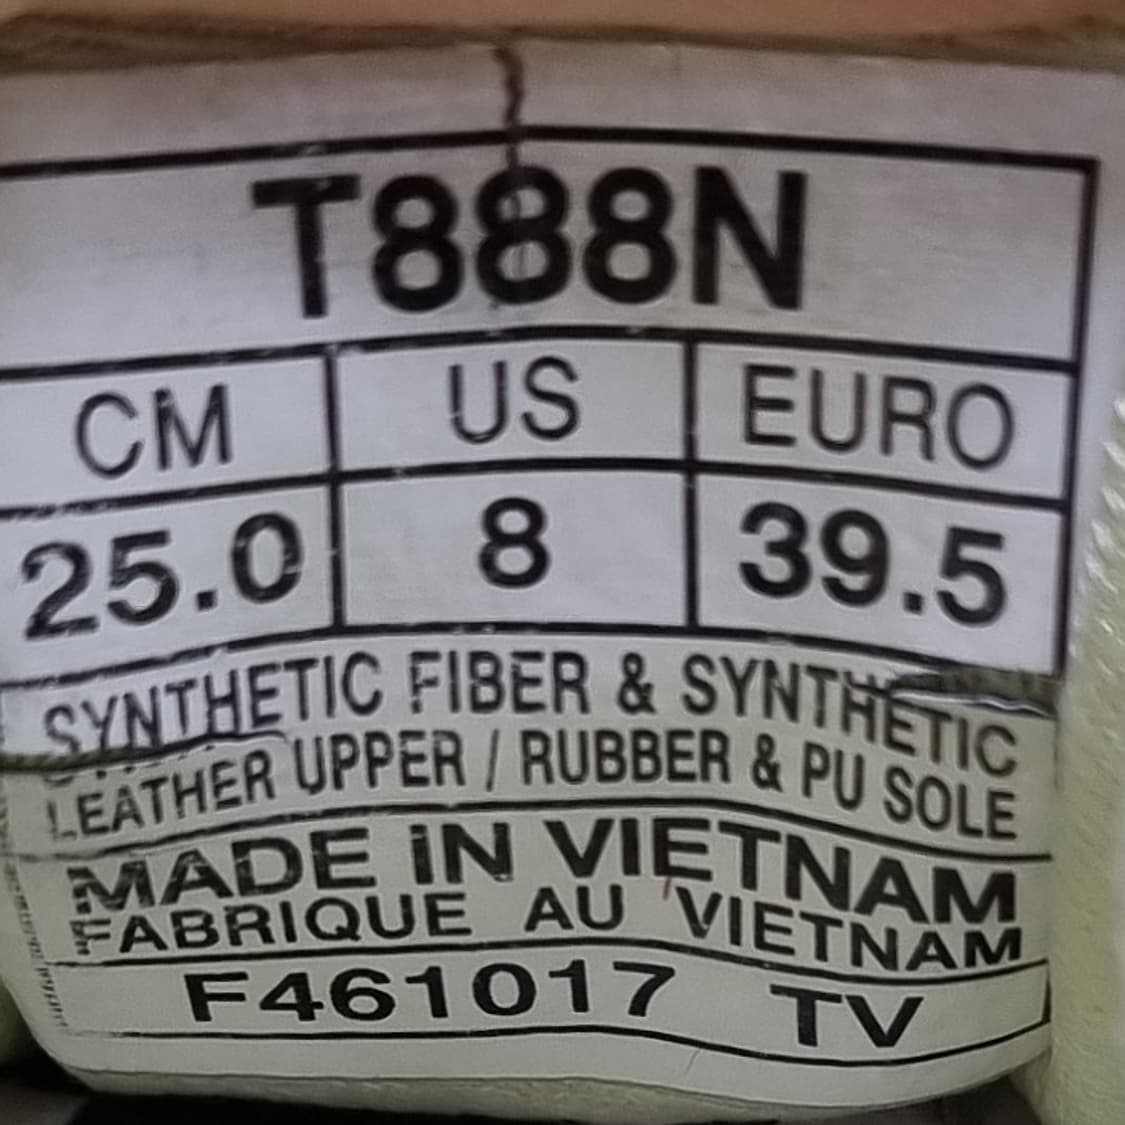 T888N
CM US EURO
25.0 8 39.5
SYNTHETIC FIBER & SYNTHETIC
LEATHER UPPER / RUBBER & PU SOLE
MADE iN VIETNAM
FABRIQUE AU VIETNAM
F461017 TV